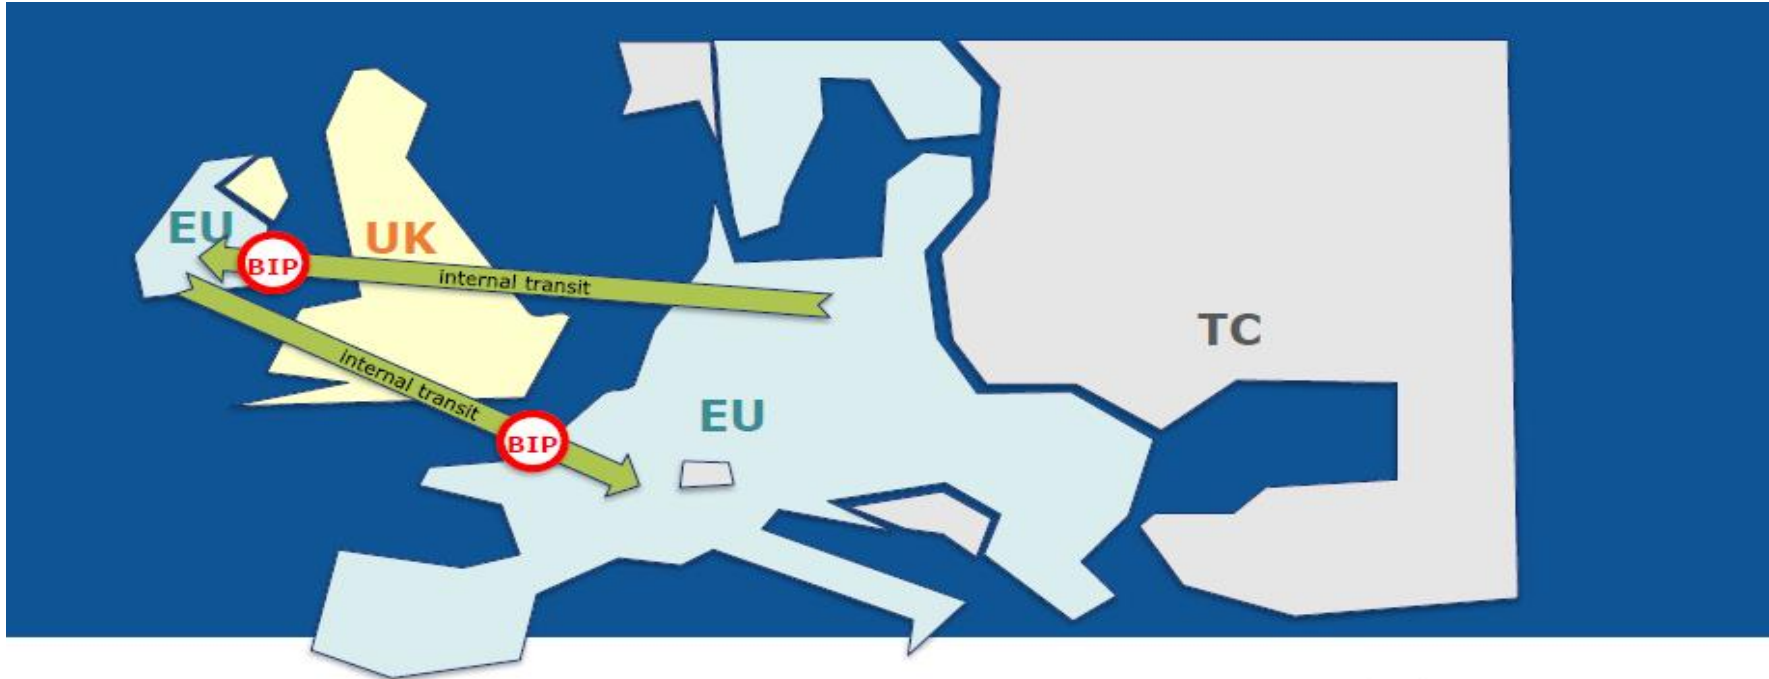 EU
UK
BIP
internal transit
TC
internal transit
EU
BIP